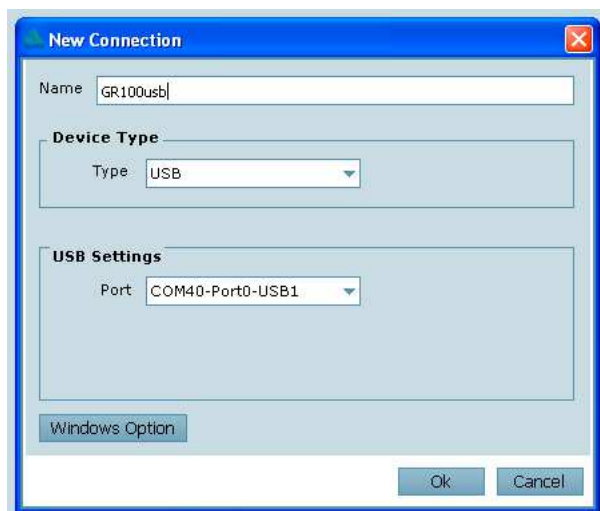 New Connection
Name GR100usb
Device Type
Type USB
USB Settings
Port COM40-Port0-USB1
Windows Option
Ok Cancel